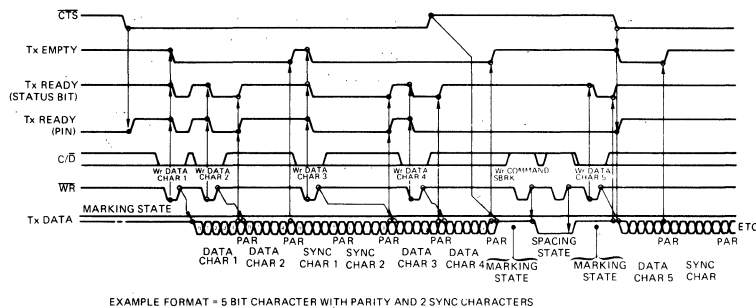 CTS
Tx EMPTY
Tx READY
(STATUS BIT)
Tx READY
(PIN)
C/D
Wr DATA
CHAR 1
Wr DATA
CHAR 2
Wr DATA
CHAR 3
Wr DATA
CHAR 4
Wr COMMAND
SBRK
Wr DATA
CHAR 5
WR
MARKING STATE
Tx DATA
ETC
PAR PAR PAR PAR PAR PAR PAR PAR
DATA
CHAR 1
DATA
CHAR 2
SYNC
CHAR 1
SYNC
CHAR 2
DATA
CHAR 3
DATA
CHAR 4
MARKING
STATE
SPACING
STATE
MARKING
STATE
DATA
CHAR 5
SYNC
CHAR
EXAMPLE FORMAT = 5 BIT CHARACTER WITH PARITY AND 2 SYNC CHARACTERS